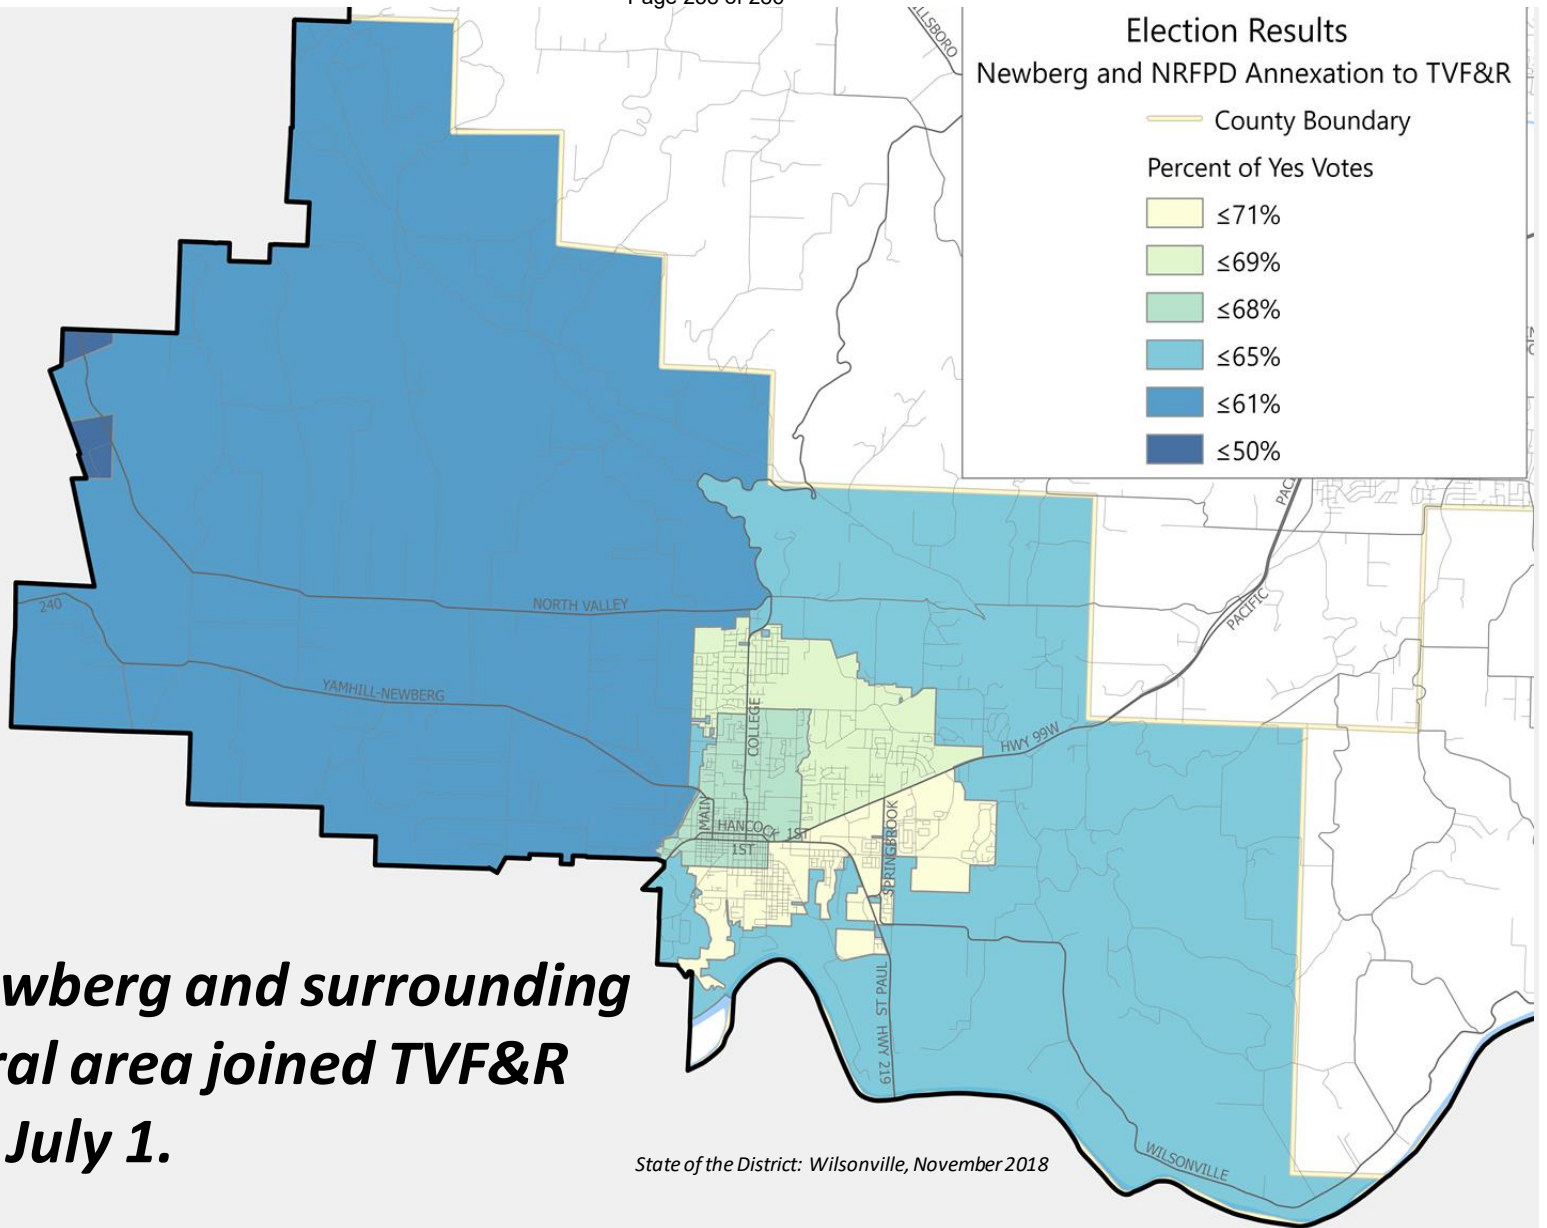 Election Results
Newberg and NRFPD Annexation to TVF&R
County Boundary
Percent of Yes Votes
≤71%
≤69%
≤68%
≤65%
≤61%
≤50%
PACIFIC
240
NORTH VALLEY
YAMHILL-NEWBERG
COLLEGE
HWY 99W
MAIN
HANCOCK
1ST
1ST
SPRINGBROOK
HWY 219
ST PAUL
WILSONVILLE
wberg and surrounding
ral area joined TVF&R
July 1.
State of the District: Wilsonville, November 2018